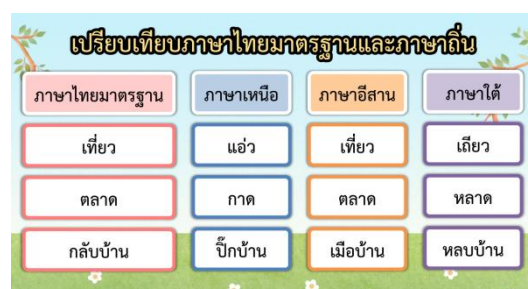 เปรียบเทียบภาษาไทยมาตรฐานและภาษาถิ่น
ภาษาไทยมาตรฐาน ภาษาเหนือ ภาษาอีสาน ภาษาใต้
เที่ยว แอ่ว เที่ยว เถียว
ตลาด กาด ตลาด หลาด
กลับบ้าน ปิ๊กบ้าน เมือบ้าน หลบบ้าน